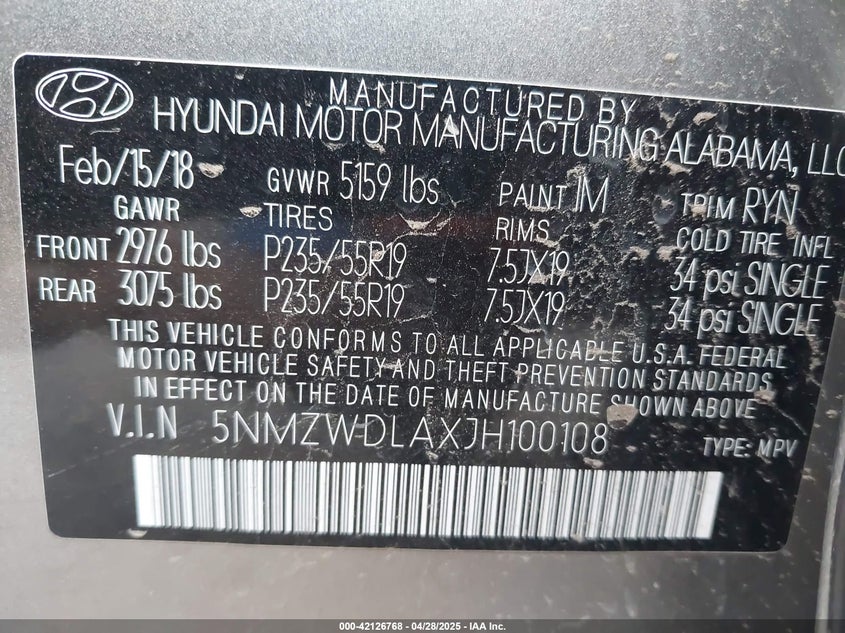 MANUFACTURED BY
HYUNDAI MOTOR MANUFACTURING ALABAMA, LLC
Feb/15/18 GVWR 5159 lbs PAINT IM TRIM RYN
GAWR TIRES RIMS COLD TIRE INFL
FRONT 2976 lbs P235/55R19 7.5JX19 34 psi SINGLE
REAR 3075 lbs P235/55R19 7.5JX19 34 psi SINGLE
THIS VEHICLE CONFORMS TO ALL APPLICABLE U.S.A. FEDERAL
MOTOR VEHICLE SAFETY AND THEFT PREVENTION STANDARDS
IN EFFECT ON THE DATE OF MANUFACTURE SHOWN ABOVE
V.I.N 5NMZWDLAXJH100108 TYPE: MPV
000-42126768 - 04/28/2025 - IAA Inc.